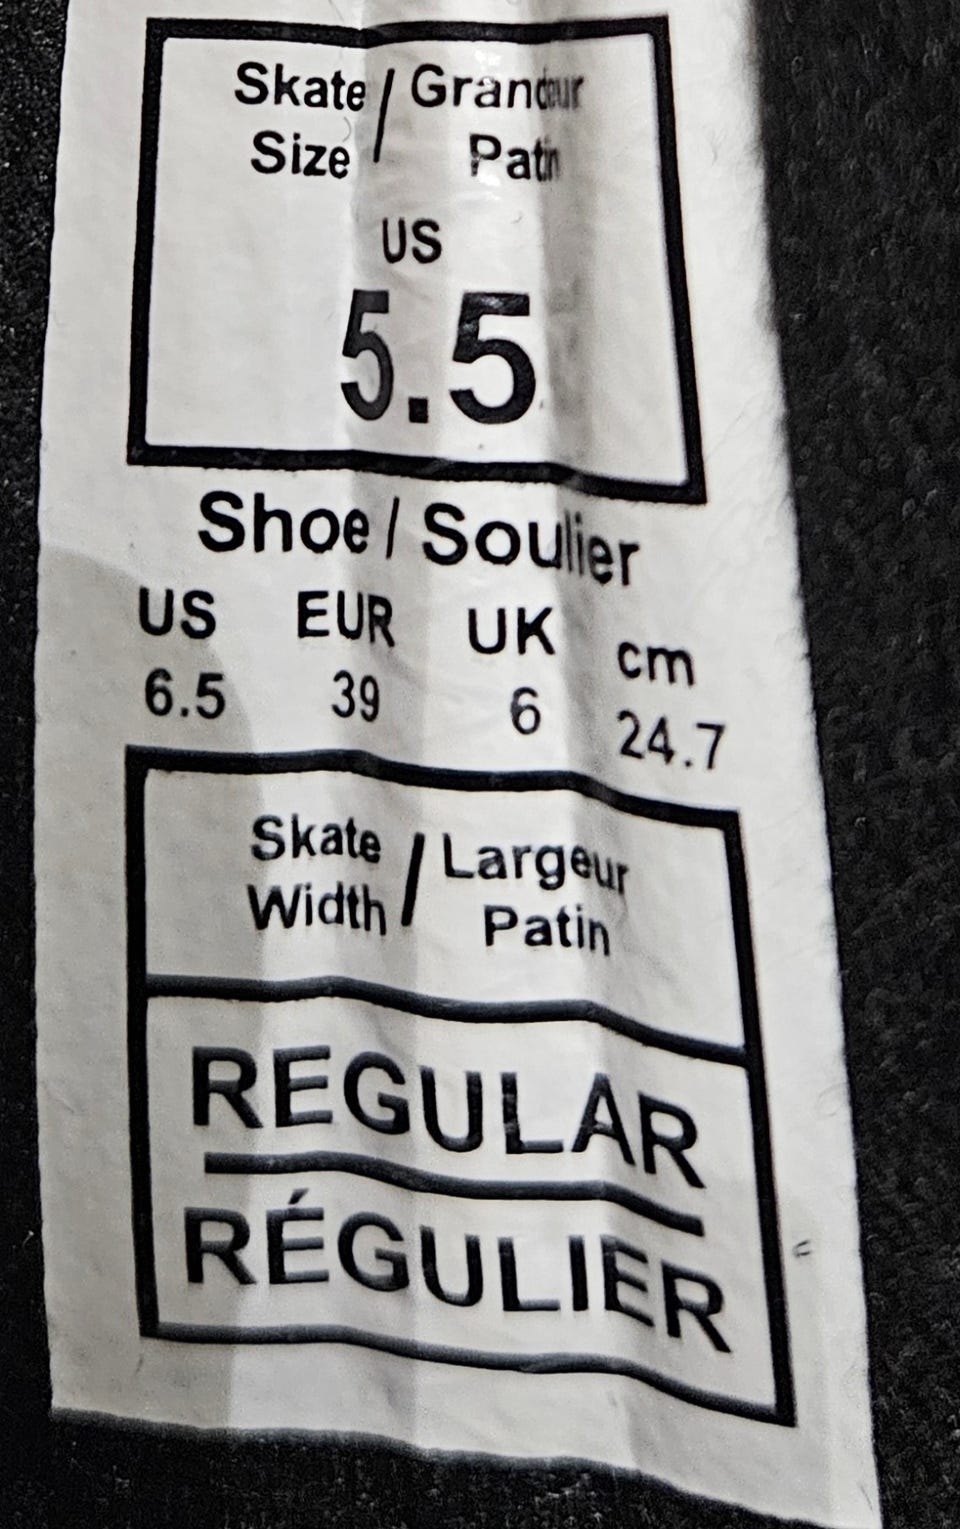 Skate / Grandeur
Size Patin
US
5.5
Shoe / Soulier
US EUR UK cm
6.5 39 6 24.7
Skate / Largeur
Width Patin
REGULAR
RÉGULIER